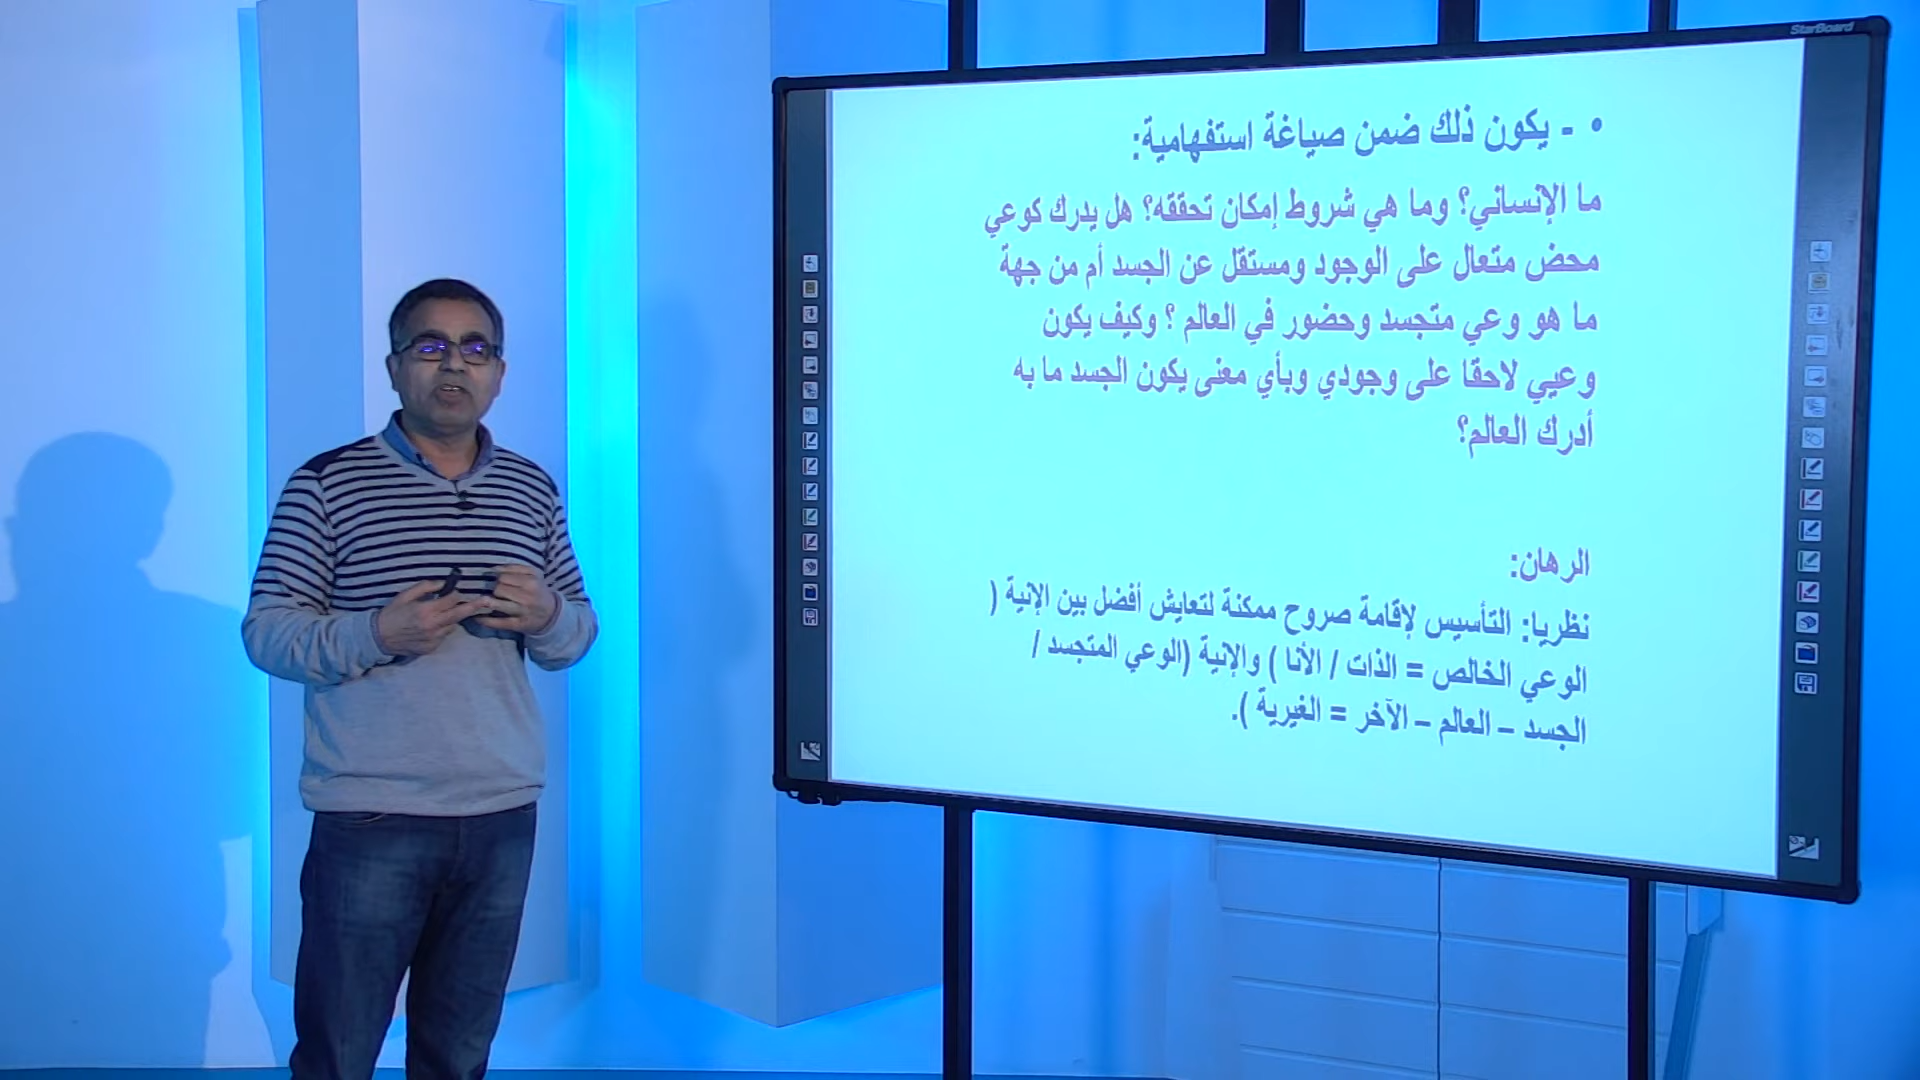 StarBoard
• - يكون ذلك ضمن صياغة استفهامية:
ما الإنساني؟ وما هي شروط إمكان تحققه؟ هل يدرك كوعي
محض متعال على الوجود ومستقل عن الجسد أم من جهة
ما هو وعي متجسد وحضور في العالم ؟ وكيف يكون
وعيي لاحقا على وجودي وبأي معنى يكون الجسد ما به
أدرك العالم؟
الرهان:
نظريا: التأسيس لإقامة صروح ممكنة لتعايش أفضل بين الإنية (
الوعي الخالص = الذات / الأنا ) والإنية (الوعي المتجسد /
الجسد – العالم – الآخر = الغيرية ).